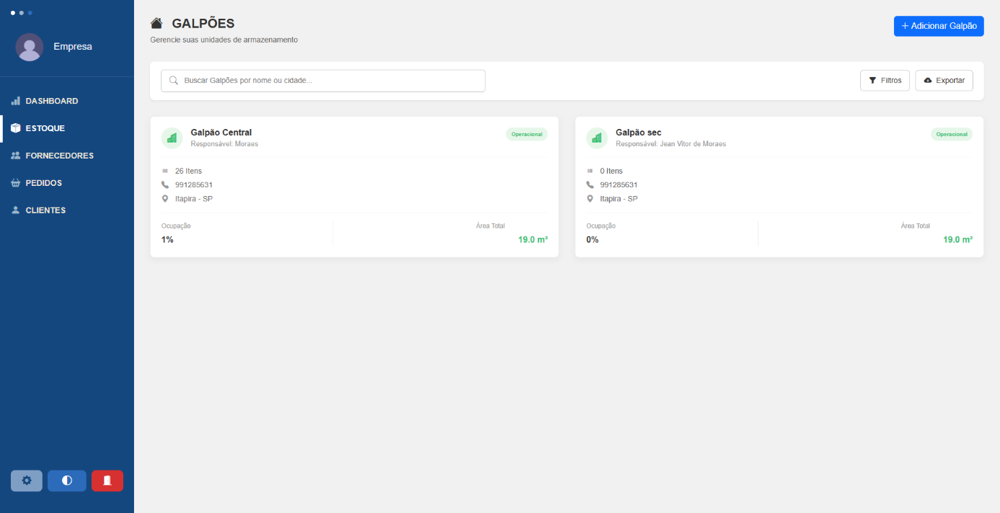 Empresa
DASHBOARD
ESTOQUE
FORNECEDORES
PEDIDOS
CLIENTES
GALPÕES
Gerencie suas unidades de armazenamento
+ Adicionar Galpão
Buscar Galpões por nome ou cidade...
Filtros
Exportar
Galpão Central
Responsável: Moraes
Operacional
26 Itens
991285631
Itapira - SP
Ocupação
1%
Área Total
19.0 m²
Galpão sec
Responsável: Jean Vitor de Moraes
Operacional
0 Itens
991285631
Itapira - SP
Ocupação
0%
Área Total
19.0 m²